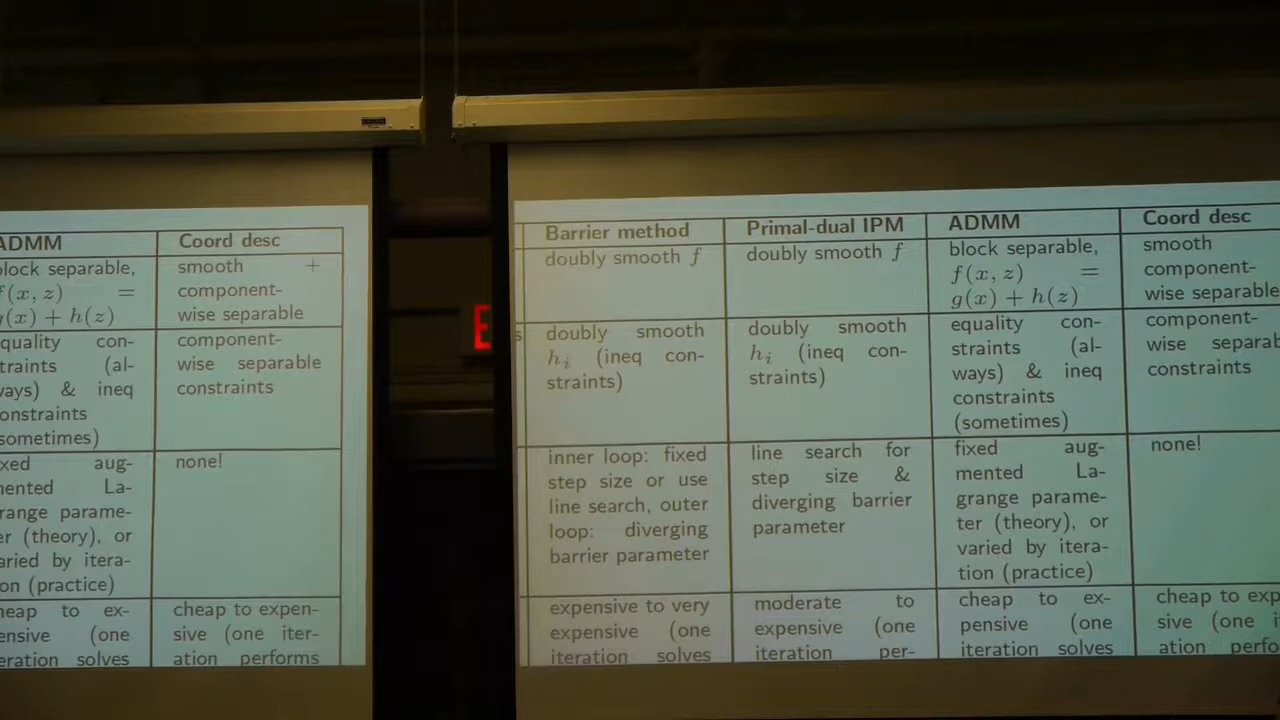 ADMM
Coord desc
block separable,
f(x, z) =
g(x) + h(z)
smooth +
component-
wise separable
equality con-
straints (al-
ways) & ineq
constraints
(sometimes)
component-
wise separable
constraints
fixed aug-
mented La-
grange parame-
ter (theory), or
varied by itera-
tion (practice)
none!
cheap to ex-
pensive (one
iteration solves
cheap to expen-
sive (one iter-
ation performs
E
Barrier method
Primal-dual IPM
ADMM
Coord desc
doubly smooth f
doubly smooth f
block separable,
f(x, z) =
g(x) + h(z)
smooth
component-
wise separable
s
doubly smooth
h_i (ineq con-
straints)
doubly smooth
h_i (ineq con-
straints)
equality con-
straints (al-
ways) & ineq
constraints
(sometimes)
component-
wise separab
constraints
inner loop: fixed
step size or use
line search, outer
loop: diverging
barrier parameter
line search for
step size &
diverging barrier
parameter
fixed aug-
mented La-
grange parame-
ter (theory), or
varied by itera-
tion (practice)
none!
expensive to very
expensive (one
iteration solves
moderate to
expensive (one
iteration per-
cheap to ex-
pensive (one
iteration solves
cheap to exp
sive (one i
ation perfo